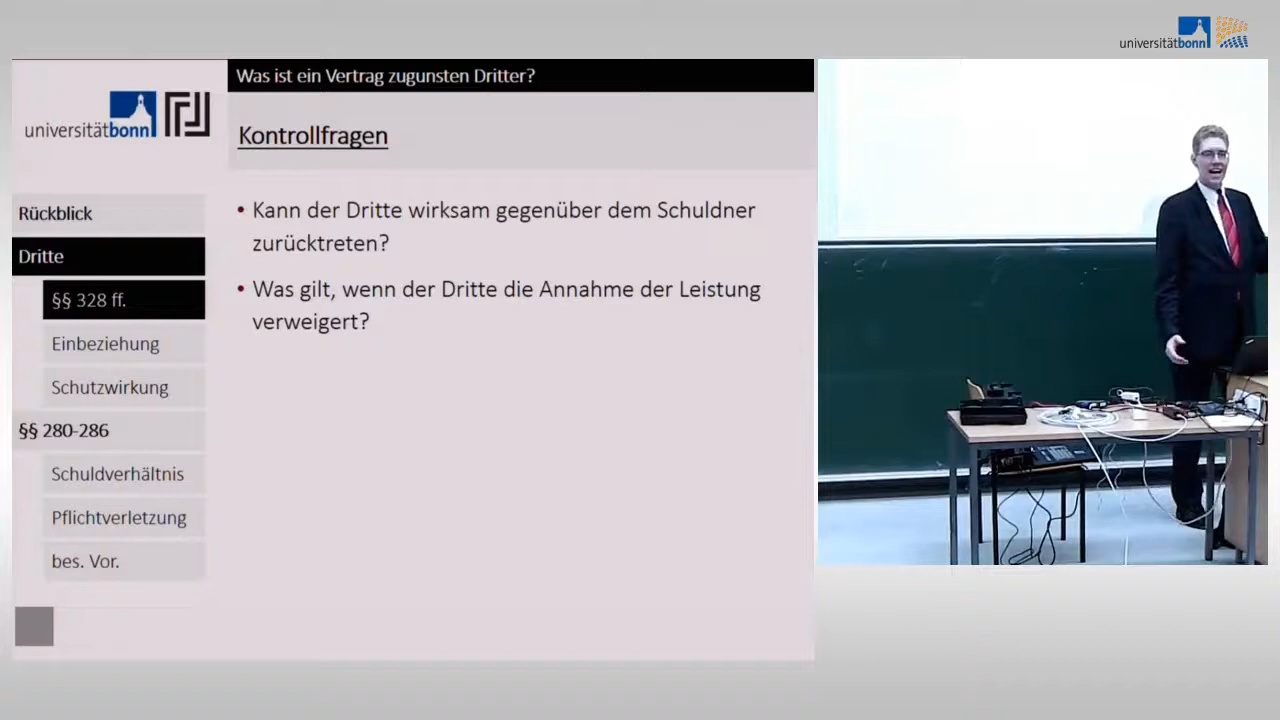 universitätbonn
Was ist ein Vertrag zugunsten Dritter?
universitätbonn
Kontrollfragen
Rückblick
Dritte
§§ 328 ff.
Einbeziehung
Schutzwirkung
§§ 280-286
Schuldverhältnis
Pflichtverletzung
bes. Vor.
• Kann der Dritte wirksam gegenüber dem Schuldner
zurücktreten?
• Was gilt, wenn der Dritte die Annahme der Leistung
verweigert?